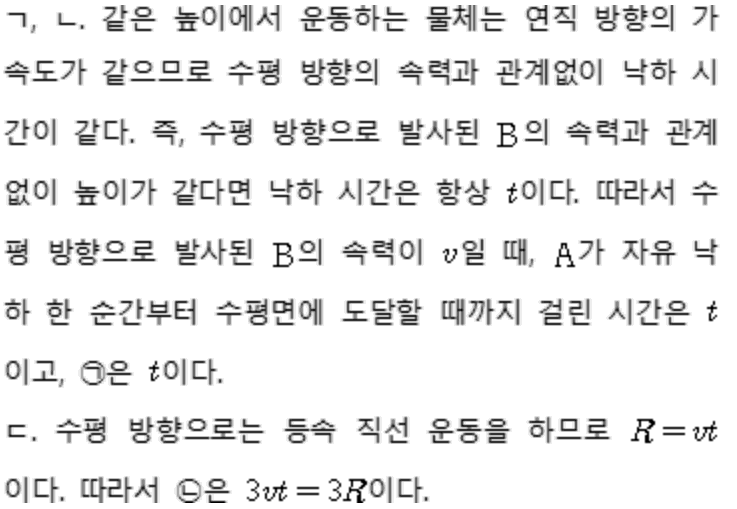 ㄱ, ㄴ. 같은 높이에서 운동하는 물체는 연직 방향의 가
속도가 같으므로 수평 방향의 속력과 관계없이 낙하 시
간이 같다. 즉, 수평 방향으로 발사된 B의 속력과 관계
없이 높이가 같다면 낙하 시간은 항상 t이다. 따라서 수
평 방향으로 발사된 B의 속력이 v일 때, A가 자유 낙
하 한 순간부터 수평면에 도달할 때까지 걸린 시간은 t
이고, ㉠은 t이다.
ㄷ. 수평 방향으로는 등속 직선 운동을 하므로 R=vt
이다. 따라서 ㉡은 3vt=3R이다.